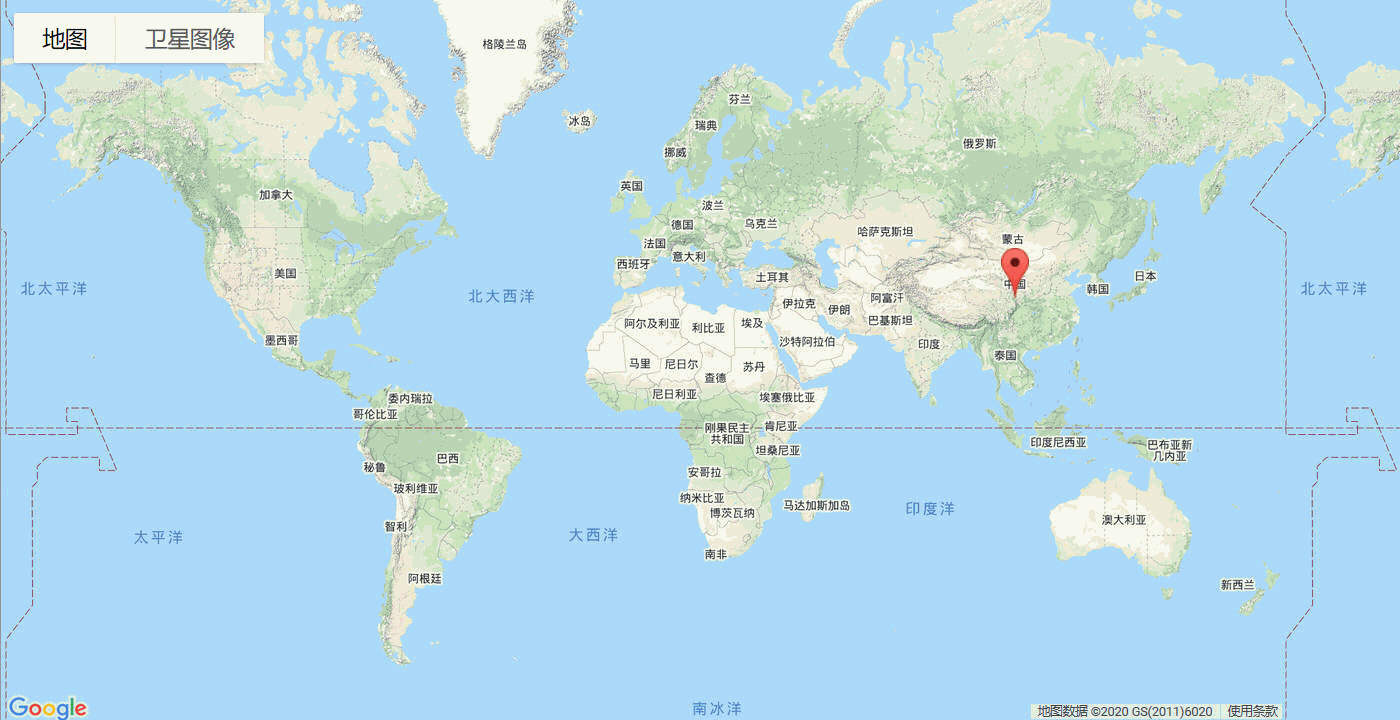 地图
卫星图像
格陵兰岛
冰岛
芬兰
瑞典
挪威
俄罗斯
英国
加拿大
波兰
德国
乌克兰
哈萨克斯坦
蒙古
法国
意大利
西班牙
土耳其
美国
北太平洋
北大西洋
中国
韩国
日本
北太平洋
伊拉克
伊朗
阿富汗
巴基斯坦
阿尔及利亚
利比亚
埃及
沙特阿拉伯
印度
墨西哥
马里
尼日尔
查德
苏丹
泰国
尼日利亚
埃塞俄比亚
委内瑞拉
哥伦比亚
刚果民主
共和国
肯尼亚
坦桑尼亚
印度尼西亚
巴布亚新
几内亚
巴西
秘鲁
安哥拉
玻利维亚
纳米比亚
博茨瓦纳
马达加斯加岛
印度洋
澳大利亚
智利
太平洋
大西洋
南非
阿根廷
新西兰
南冰洋
Google
地图数据 ©2020 GS(2011)6020
使用条款